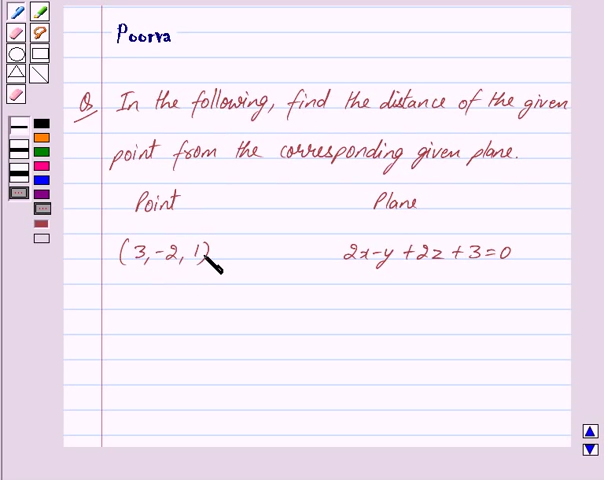 Poorva
Q In the following, find the distance of the given
point from the corresponding given plane.
Point Plane
(3, -2, 1) 2x-y+2z+3=0